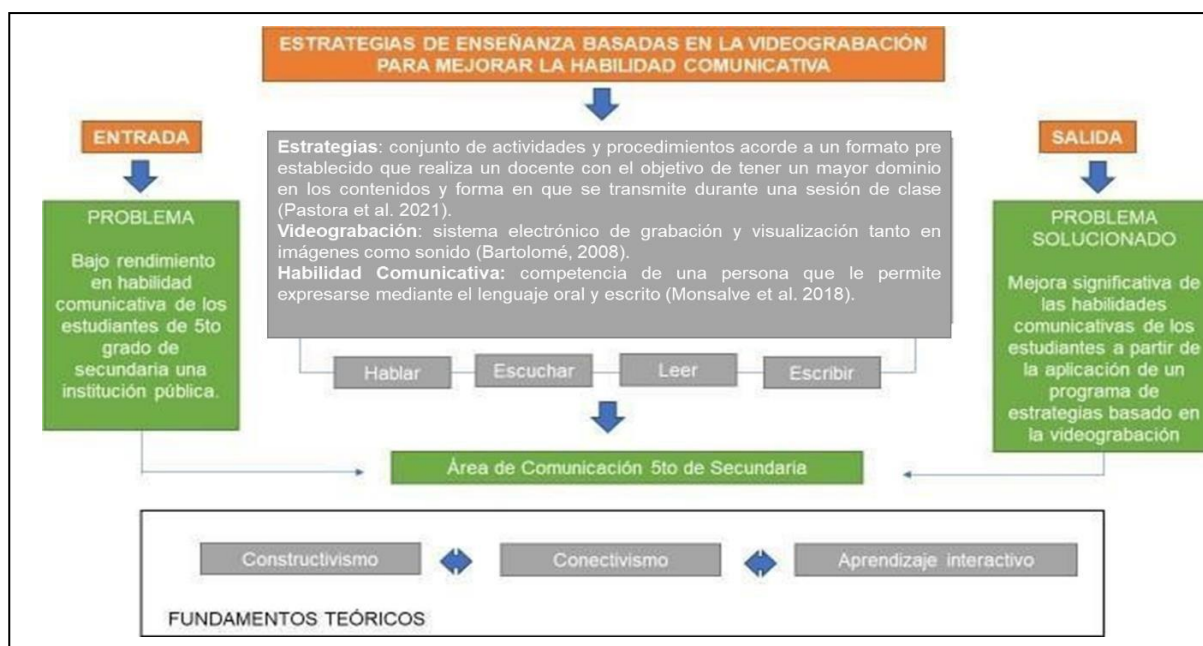 ESTRATEGIAS DE ENSEÑANZA BASADAS EN LA VIDEOGRABACIÓN
PARA MEJORAR LA HABILIDAD COMUNICATIVA
ENTRADA
PROBLEMA
Bajo rendimiento
en habilidad
comunicativa de los
estudiantes de 5to
grado de
secundaria una
institución pública.
Estrategias: conjunto de actividades y procedimientos acorde a un formato pre
establecido que realiza un docente con el objetivo de tener un mayor dominio
en los contenidos y forma en que se transmite durante una sesión de clase
(Pastora et al. 2021).
Videograbación: sistema electrónico de grabación y visualización tanto en
imágenes como sonido (Bartolomé, 2008).
Habilidad Comunicativa: competencia de una persona que le permite
expresarse mediante el lenguaje oral y escrito (Monsalve et al. 2018).
Hablar
Escuchar
Leer
Escribir
SALIDA
PROBLEMA
SOLUCIONADO
Mejora significativa de
las habilidades
comunicativas de los
estudiantes a partir de
la aplicación de un
programa de
estrategias basado en
la videograbación
Área de Comunicación 5to de Secundaria
Constructivismo
Conectivismo
Aprendizaje interactivo
FUNDAMENTOS TEÓRICOS